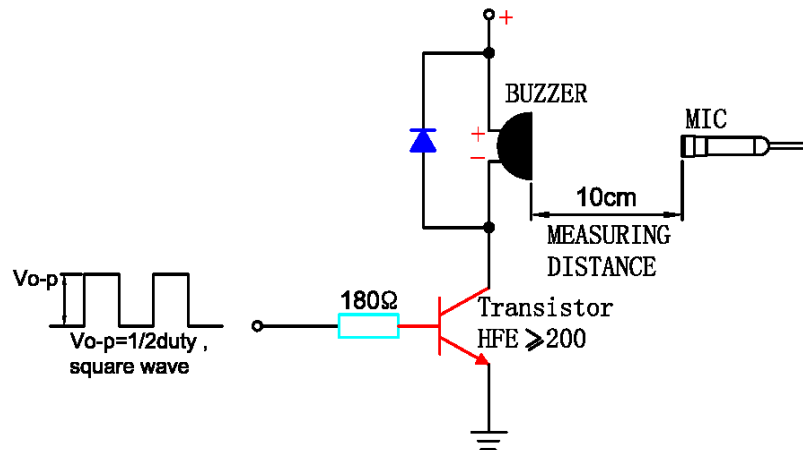 +
BUZZER
MIC
+
−
10cm
MEASURING
DISTANCE
Vo-p
180Ω
Transistor
HFE ≥200
Vo-p=1/2duty ,
square wave